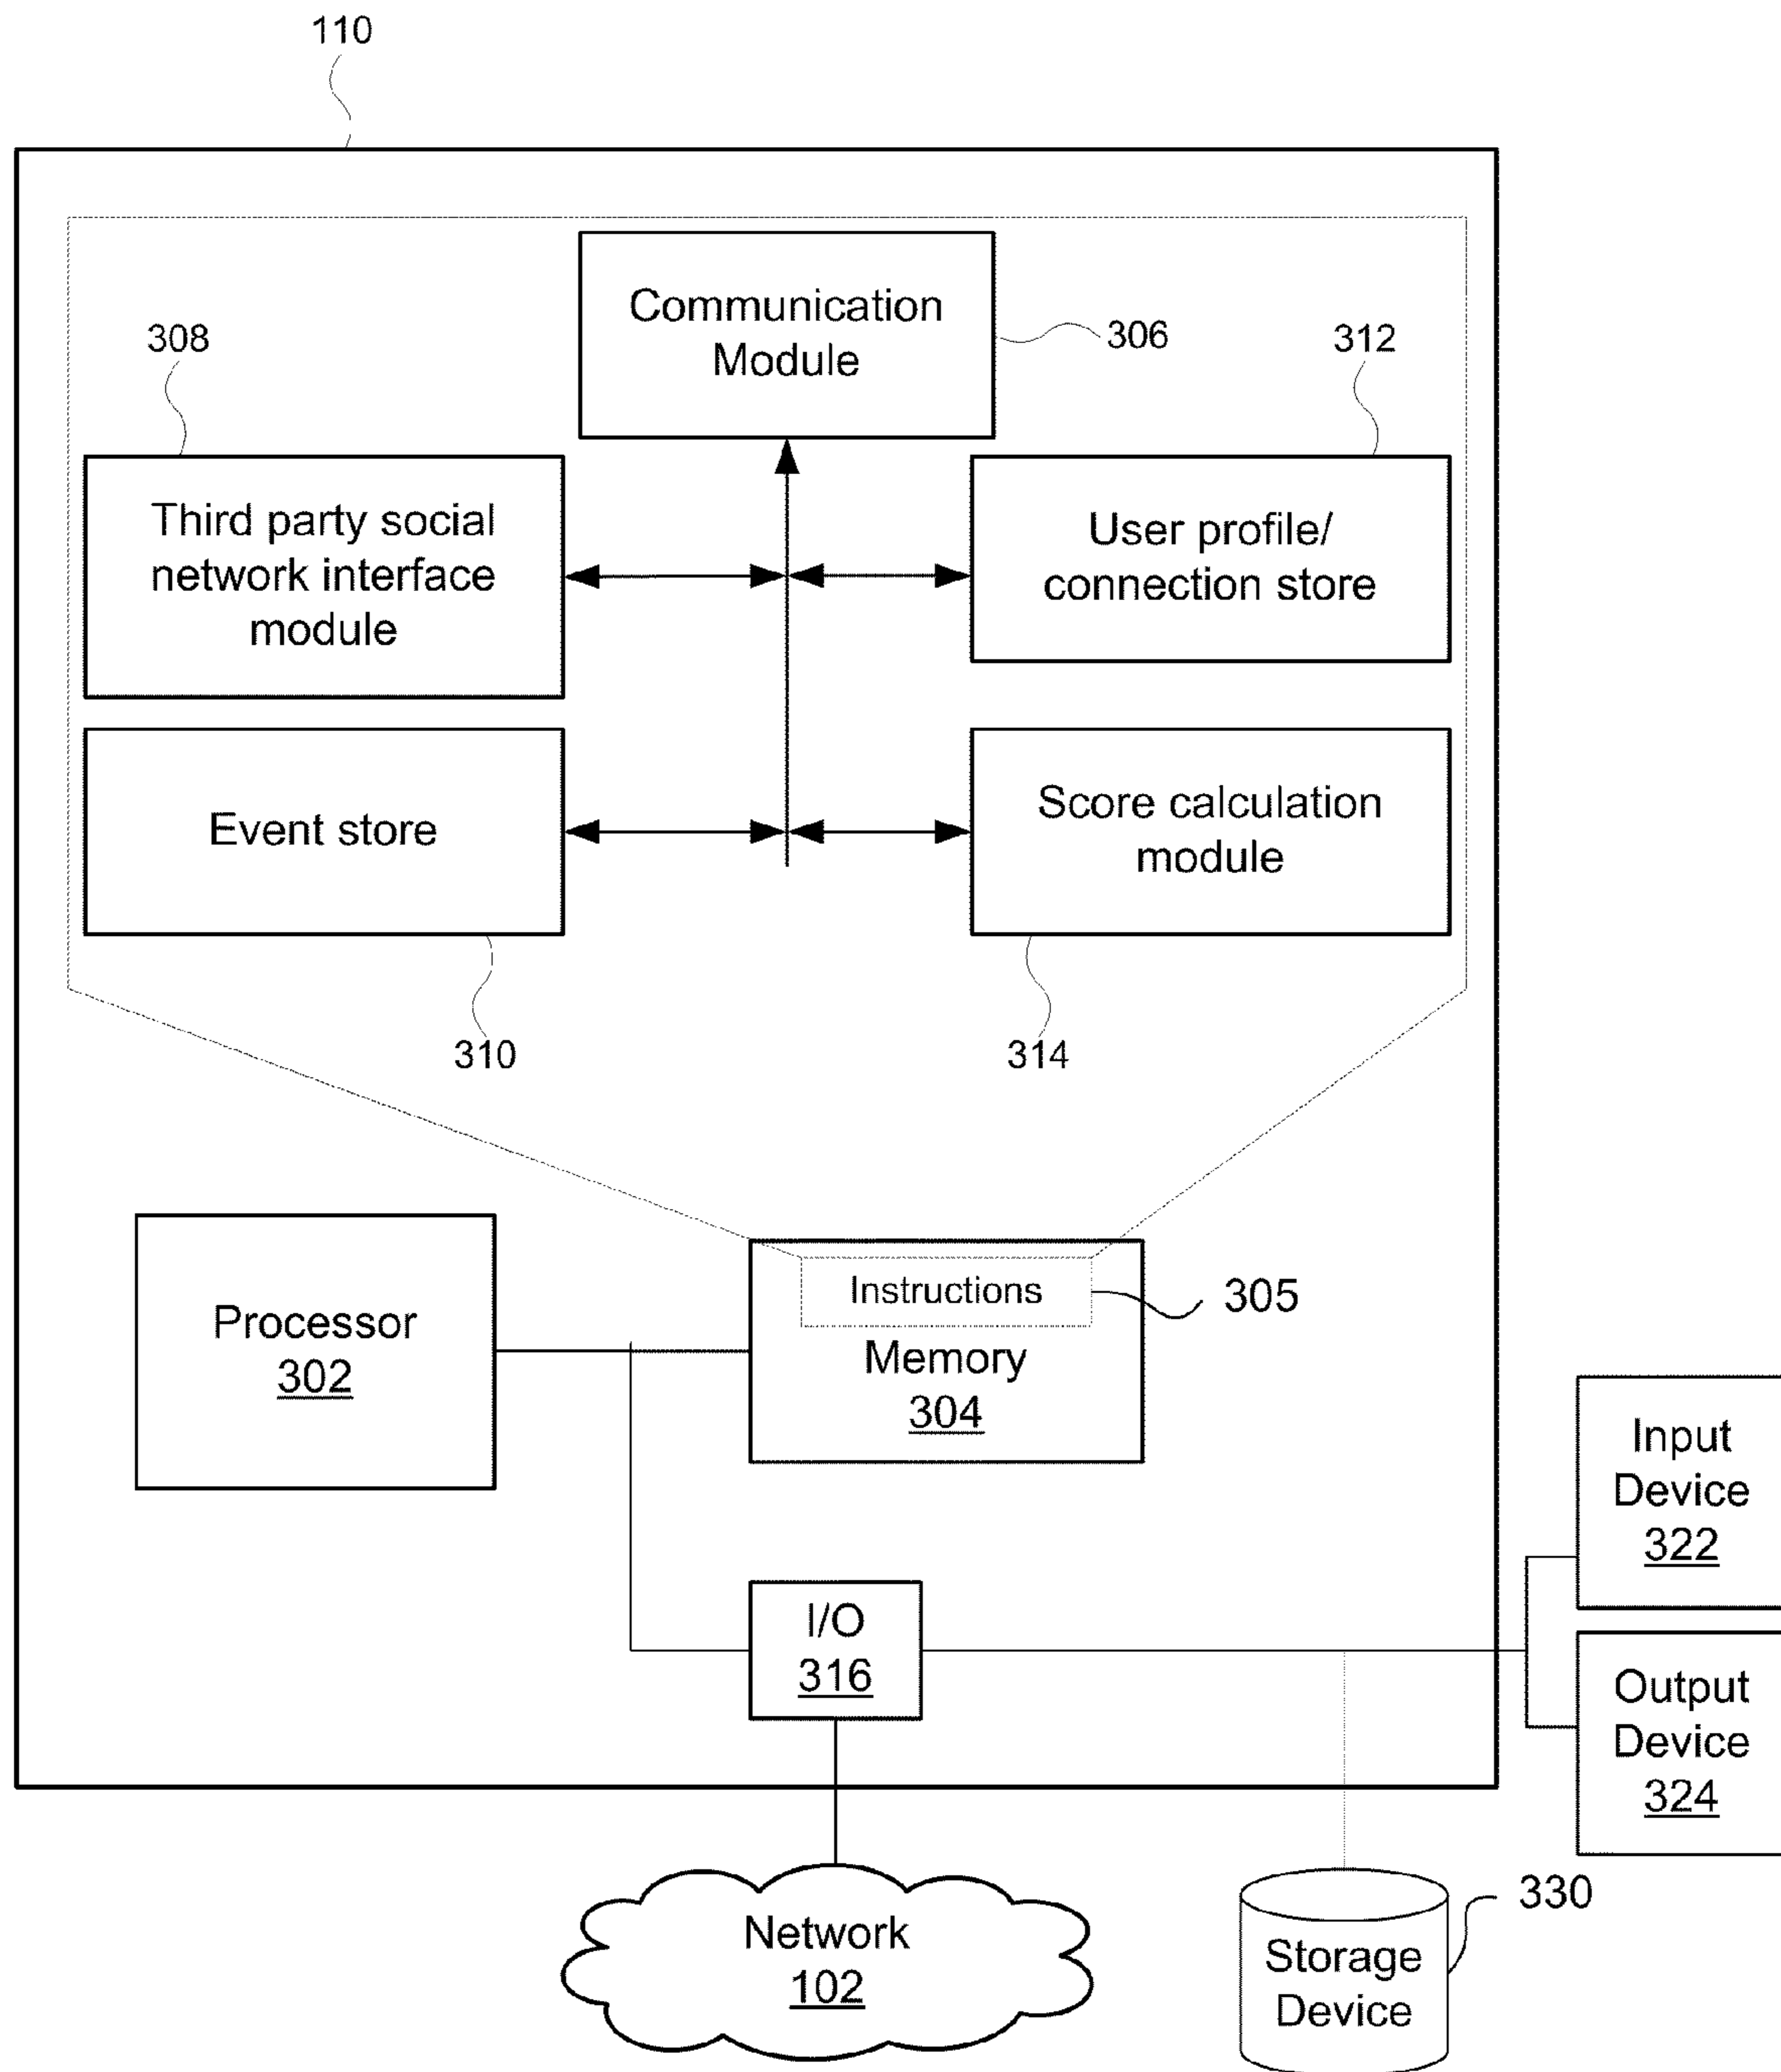 110
Communication
Module
306
308
312
Third party social
network interface
module
User profile/
connection store
Event store
Score calculation
module
310
314
Processor
302
Instructions
305
Memory
304
Input
Device
322
I/O
316
Output
Device
324
Network
102
330
Storage
Device